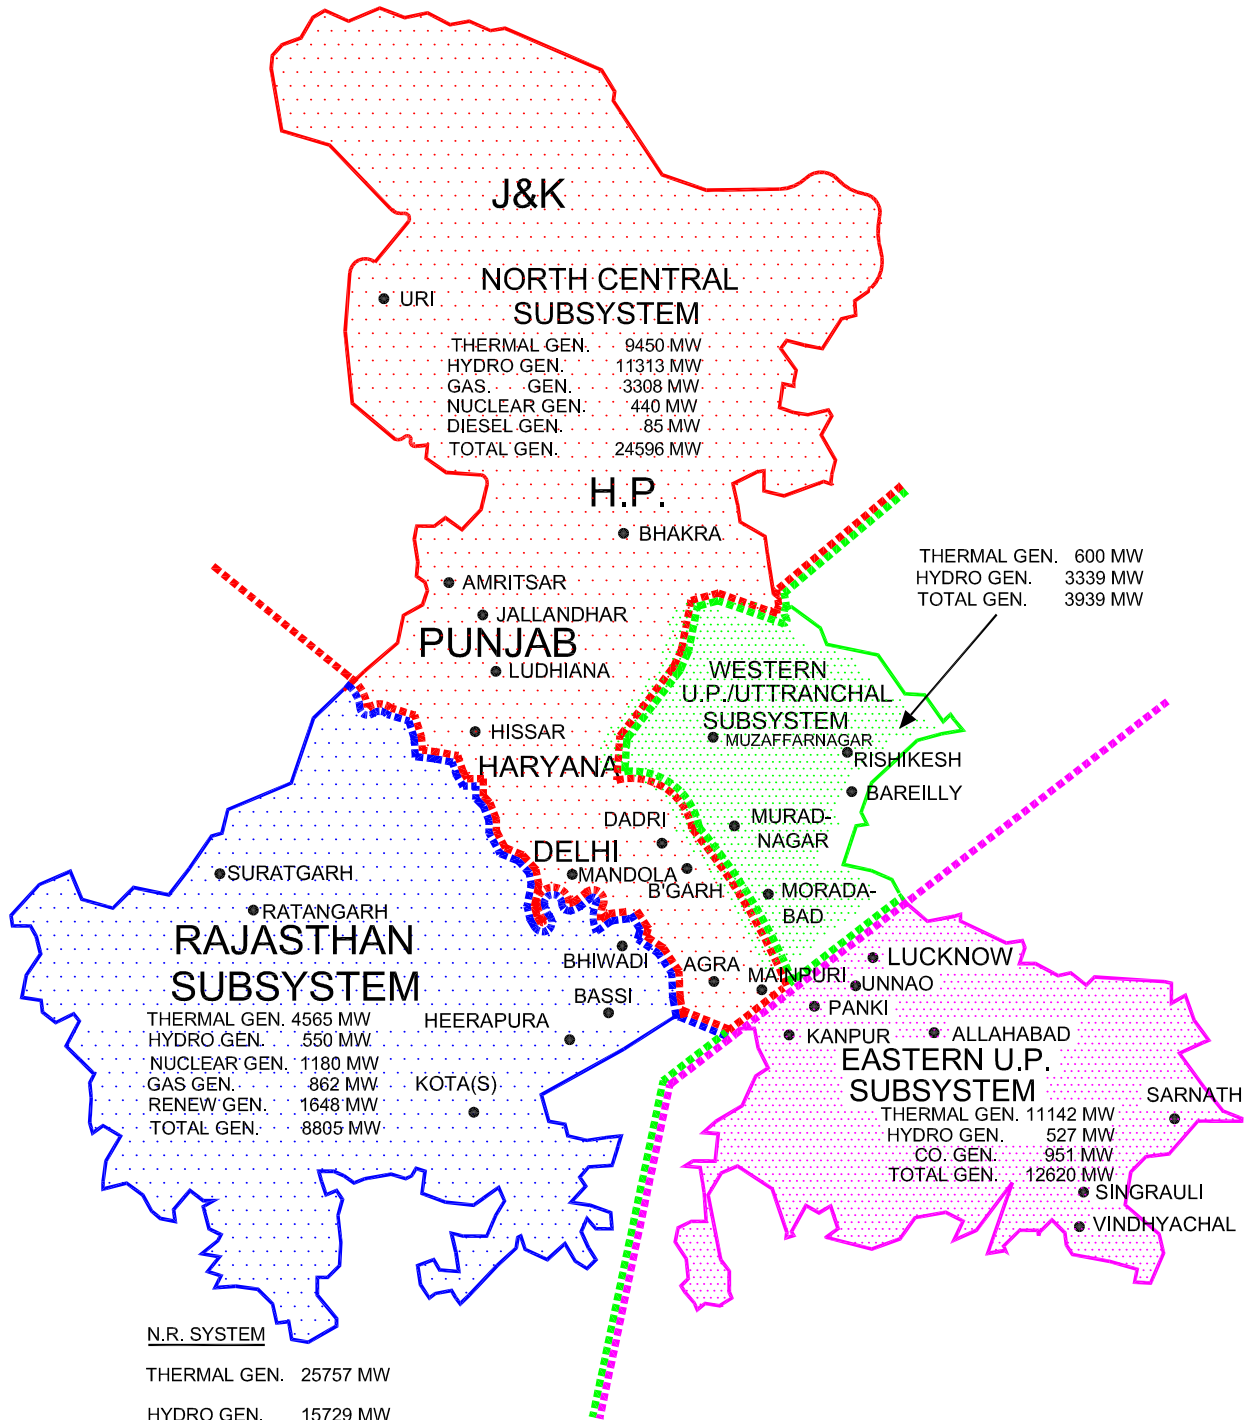 J&K
NORTH CENTRAL
SUBSYSTEM
URI
THERMAL GEN. 9450 MW
HYDRO GEN. 11313 MW
GAS. GEN. 3308 MW
NUCLEAR GEN. 440 MW
DIESEL GEN. 85 MW
TOTAL GEN. 24596 MW
H.P.
BHAKRA
THERMAL GEN. 600 MW
HYDRO GEN. 3339 MW
TOTAL GEN. 3939 MW
AMRITSAR
JALLANDHAR
PUNJAB
LUDHIANA
WESTERN
U.P./UTTRANCHAL
SUBSYSTEM
MUZAFFARNAGAR
HISSAR
RISHIKESH
HARYANA
BAREILLY
DADRI
MURAD-
NAGAR
DELHI
MANDOLA
B'GARH
MORADA-
BAD
SURATGARH
RATANGARH
RAJASTHAN
SUBSYSTEM
BHIWADI
AGRA
MAINPURI
LUCKNOW
UNNAO
BASSI
PANKI
HEERAPURA
KANPUR
ALLAHABAD
THERMAL GEN. 4565 MW
HYDRO GEN. 550 MW
NUCLEAR GEN. 1180 MW
GAS GEN. 862 MW
RENEW GEN. 1648 MW
TOTAL GEN. 8805 MW
KOTA(S)
EASTERN U.P.
SUBSYSTEM
SARNATH
THERMAL GEN. 11142 MW
HYDRO GEN. 527 MW
CO. GEN. 951 MW
TOTAL GEN. 12620 MW
SINGRAULI
VINDHYACHAL
N.R. SYSTEM
THERMAL GEN. 25757 MW
HYDRO GEN. 15729 MW